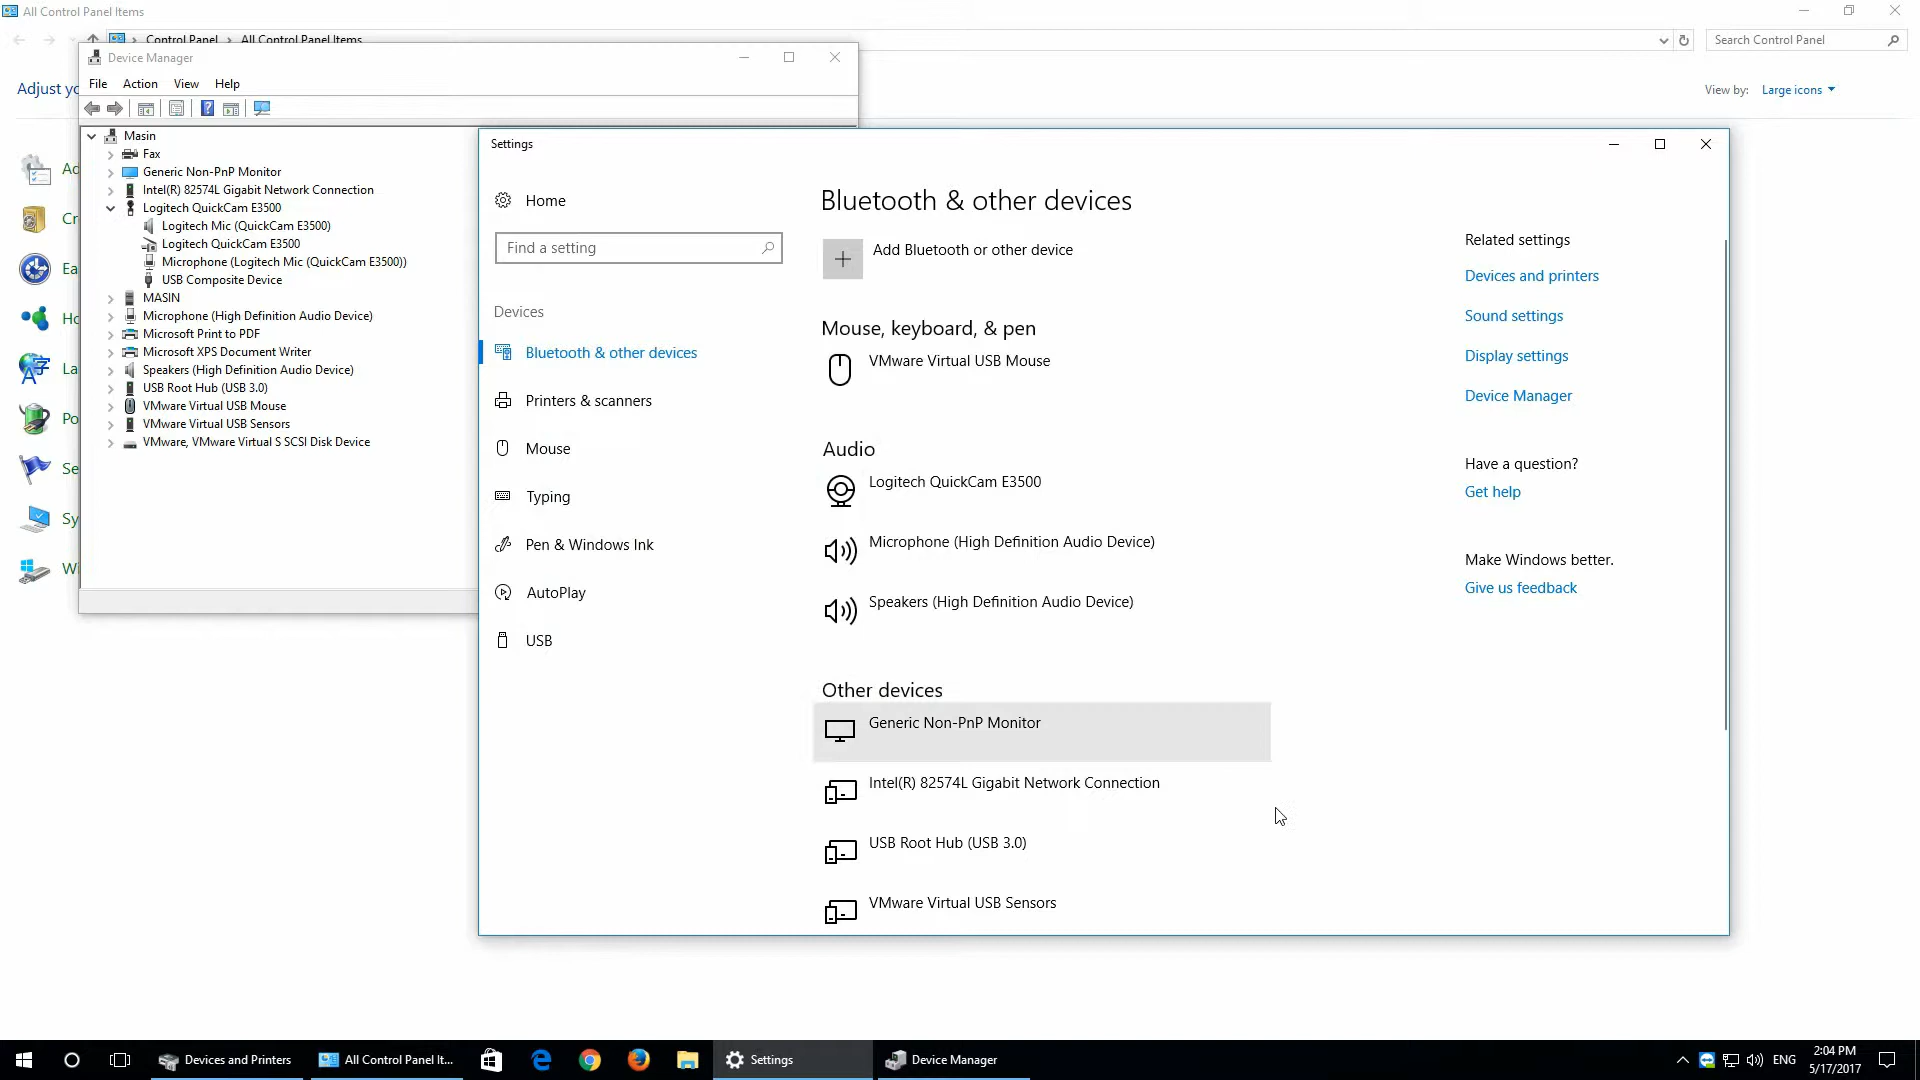 All Control Panel Items
Control Panel > All Control Panel Items
Search Control Panel
View by: Large icons
Device Manager
File Action View Help
Masin
Fax
Generic Non-PnP Monitor
Intel(R) 82574L Gigabit Network Connection
Logitech QuickCam E3500
Logitech Mic (QuickCam E3500)
Logitech QuickCam E3500
Microphone (Logitech Mic (QuickCam E3500))
USB Composite Device
MASIN
Microphone (High Definition Audio Device)
Microsoft Print to PDF
Microsoft XPS Document Writer
Speakers (High Definition Audio Device)
USB Root Hub (USB 3.0)
VMware Virtual USB Mouse
VMware Virtual USB Sensors
VMware, VMware Virtual S SCSI Disk Device
Adjust yo
Ad
Cr
Ea
Ho
La
Po
Se
Sy
Wi
Settings
Home
Find a setting
Devices
Bluetooth & other devices
Printers & scanners
Mouse
Typing
Pen & Windows Ink
AutoPlay
USB
Bluetooth & other devices
Add Bluetooth or other device
Mouse, keyboard, & pen
VMware Virtual USB Mouse
Audio
Logitech QuickCam E3500
Microphone (High Definition Audio Device)
Speakers (High Definition Audio Device)
Other devices
Generic Non-PnP Monitor
Intel(R) 82574L Gigabit Network Connection
USB Root Hub (USB 3.0)
VMware Virtual USB Sensors
Related settings
Devices and printers
Sound settings
Display settings
Device Manager
Have a question?
Get help
Make Windows better.
Give us feedback
Devices and Printers
All Control Panel It...
Settings
Device Manager
ENG
2:04 PM
5/17/2017